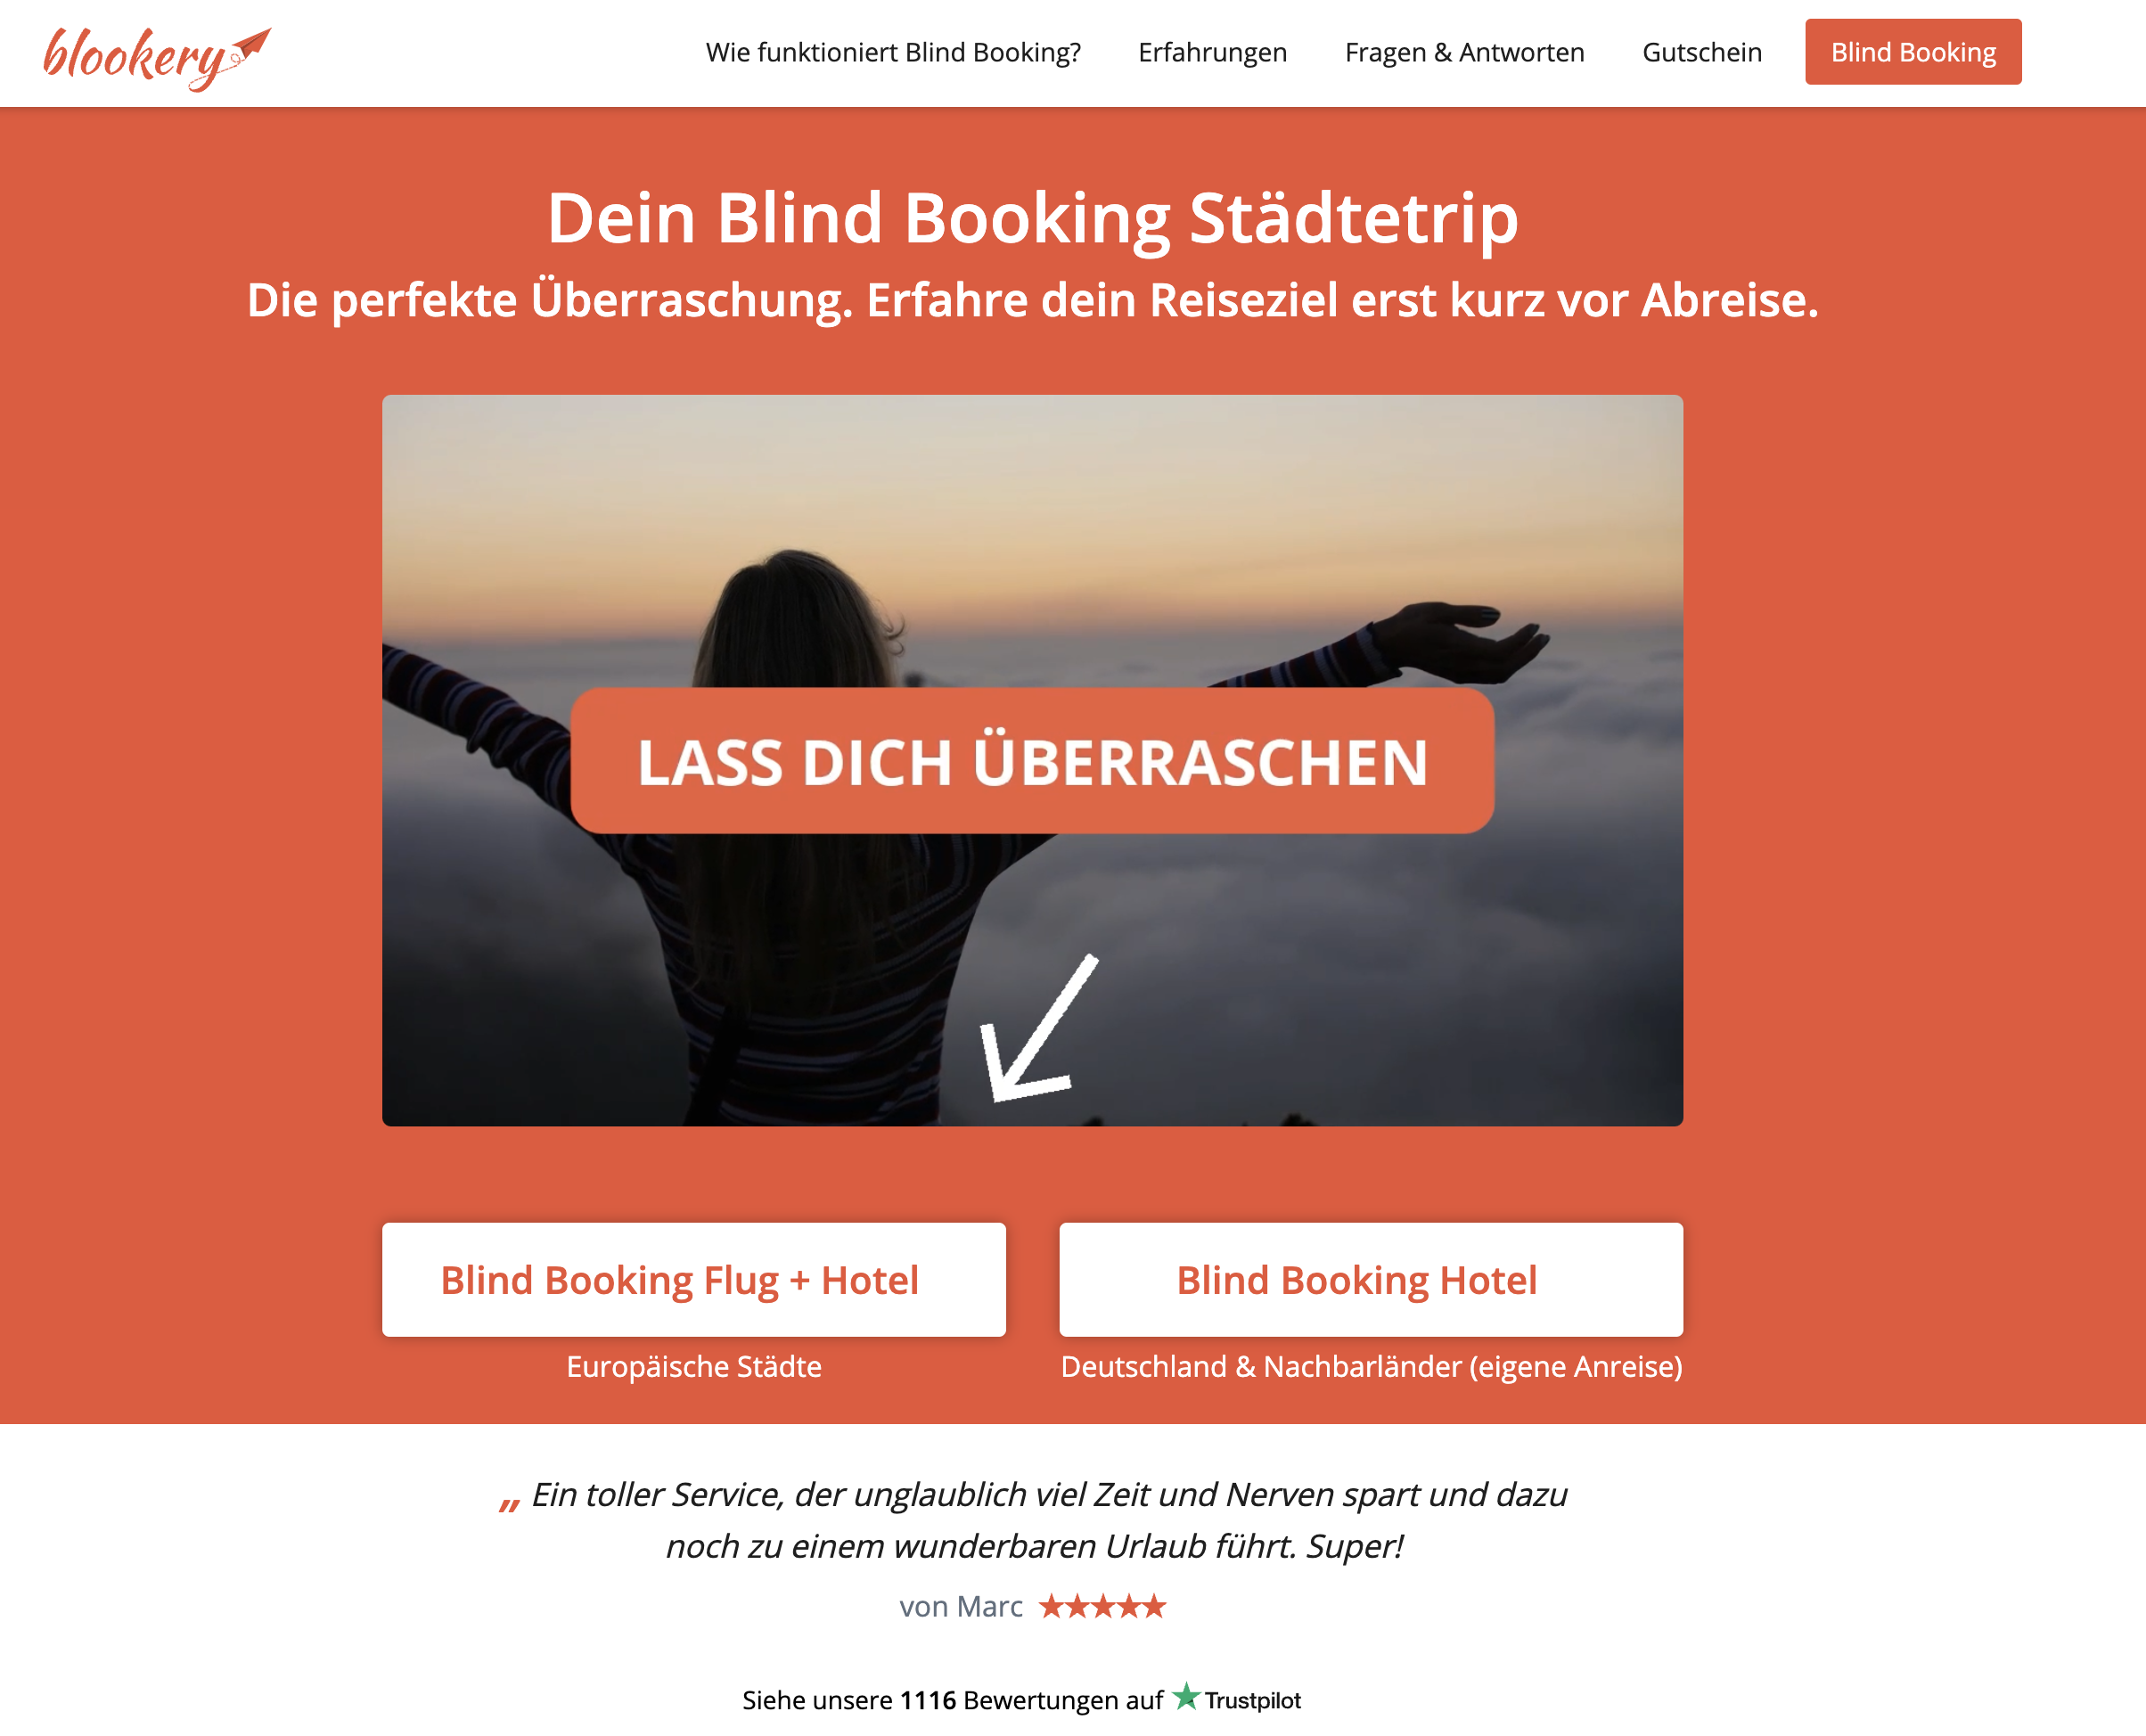 blookery
Wie funktioniert Blind Booking?
Erfahrungen
Fragen & Antworten
Gutschein
Blind Booking
Dein Blind Booking Städtetrip
Die perfekte Überraschung. Erfahre dein Reiseziel erst kurz vor Abreise.
LASS DICH ÜBERRASCHEN
Blind Booking Flug + Hotel
Europäische Städte
Blind Booking Hotel
Deutschland & Nachbarländer (eigene Anreise)
„ Ein toller Service, der unglaublich viel Zeit und Nerven spart und dazu
noch zu einem wunderbaren Urlaub führt. Super!
von Marc ★★★★★
Siehe unsere 1116 Bewertungen auf Trustpilot